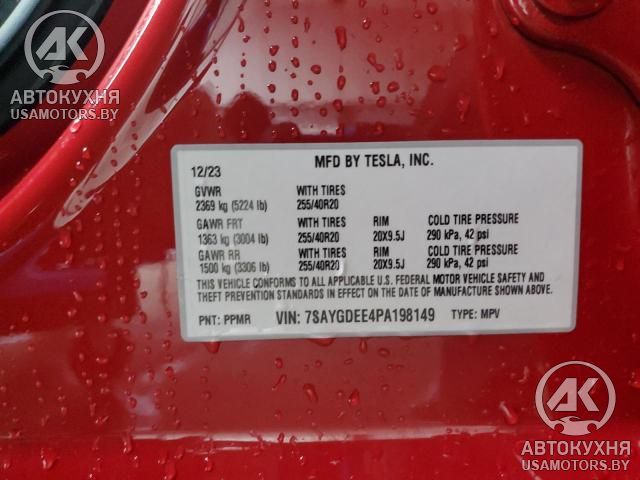 АК
АВТОКУХНЯ
USAMOTORS.BY
12/23 MFD BY TESLA, INC.
GVWR WITH TIRES
2369 kg (5224 lb) 255/40R20
GAWR FRT WITH TIRES RIM COLD TIRE PRESSURE
1363 kg (3004 lb) 255/40R20 20X9.5J 290 kPa, 42 psi
GAWR RR WITH TIRES RIM COLD TIRE PRESSURE
1500 kg (3306 lb) 255/40R20 20X9.5J 290 kPa, 42 psi
THIS VEHICLE CONFORMS TO ALL APPLICABLE U.S. FEDERAL MOTOR VEHICLE SAFETY AND
THEFT PREVENTION STANDARDS IN EFFECT ON THE DATE OF MANUFACTURE SHOWN ABOVE.
PNT: PPMR VIN: 7SAYGDEE4PA198149 TYPE: MPV
АК
АВТОКУХНЯ
USAMOTORS.BY